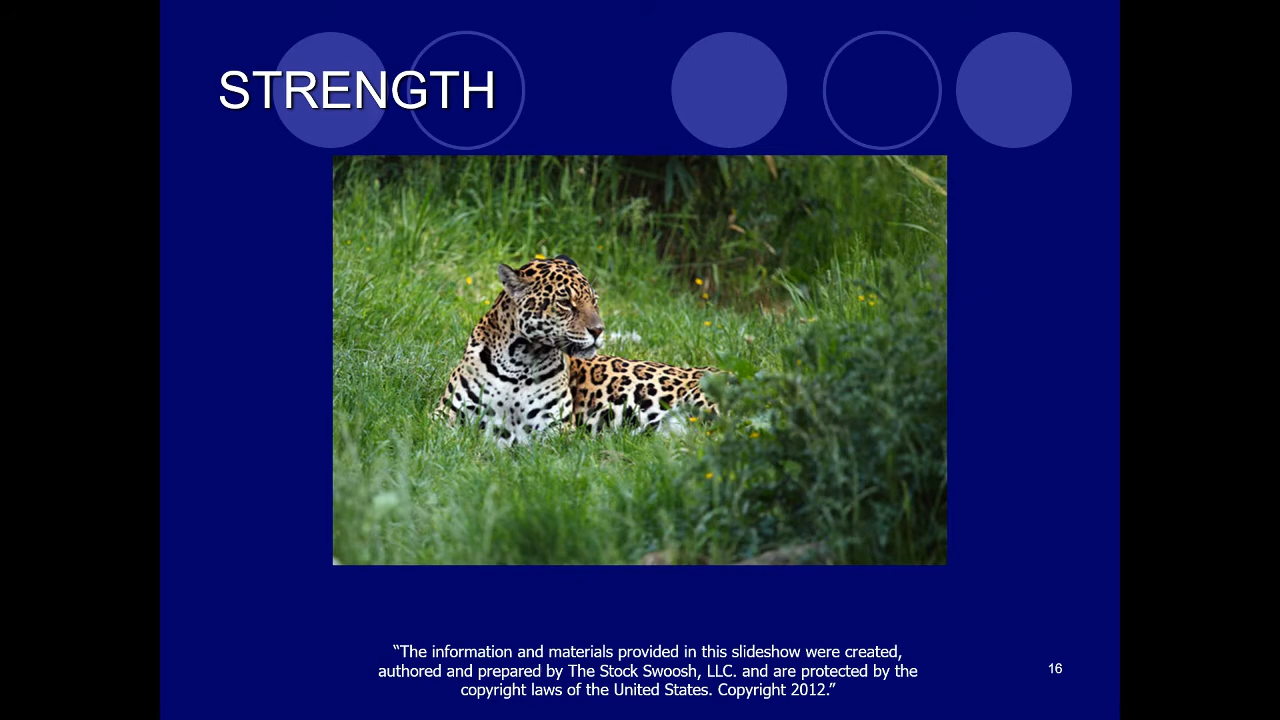 STRENGTH
“The information and materials provided in this slideshow were created,
authored and prepared by The Stock Swoosh, LLC. and are protected by the
copyright laws of the United States. Copyright 2012.”
16